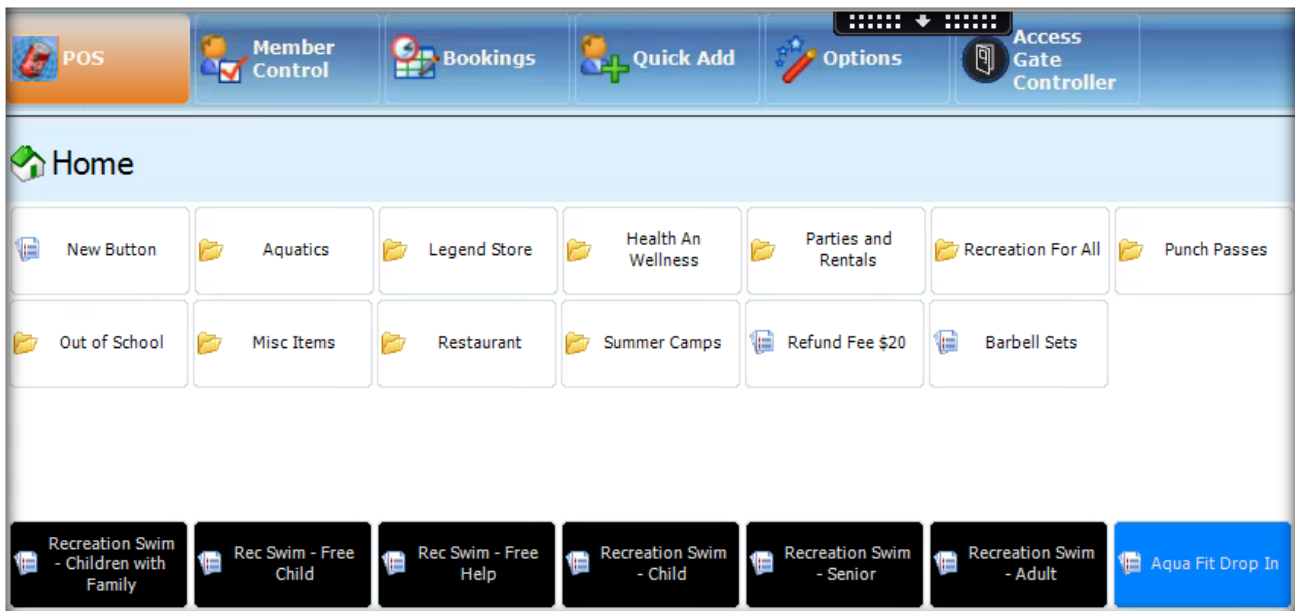 POS
Member
Control
Bookings
Quick Add
Options
Access
Gate
Controller
Home
New Button
Aquatics
Legend Store
Health An
Wellness
Parties and
Rentals
Recreation For All
Punch Passes
Out of School
Misc Items
Restaurant
Summer Camps
Refund Fee $20
Barbell Sets
Recreation Swim
- Children with
Family
Rec Swim - Free
Child
Rec Swim - Free
Help
Recreation Swim
- Child
Recreation Swim
- Senior
Recreation Swim
- Adult
Aqua Fit Drop In